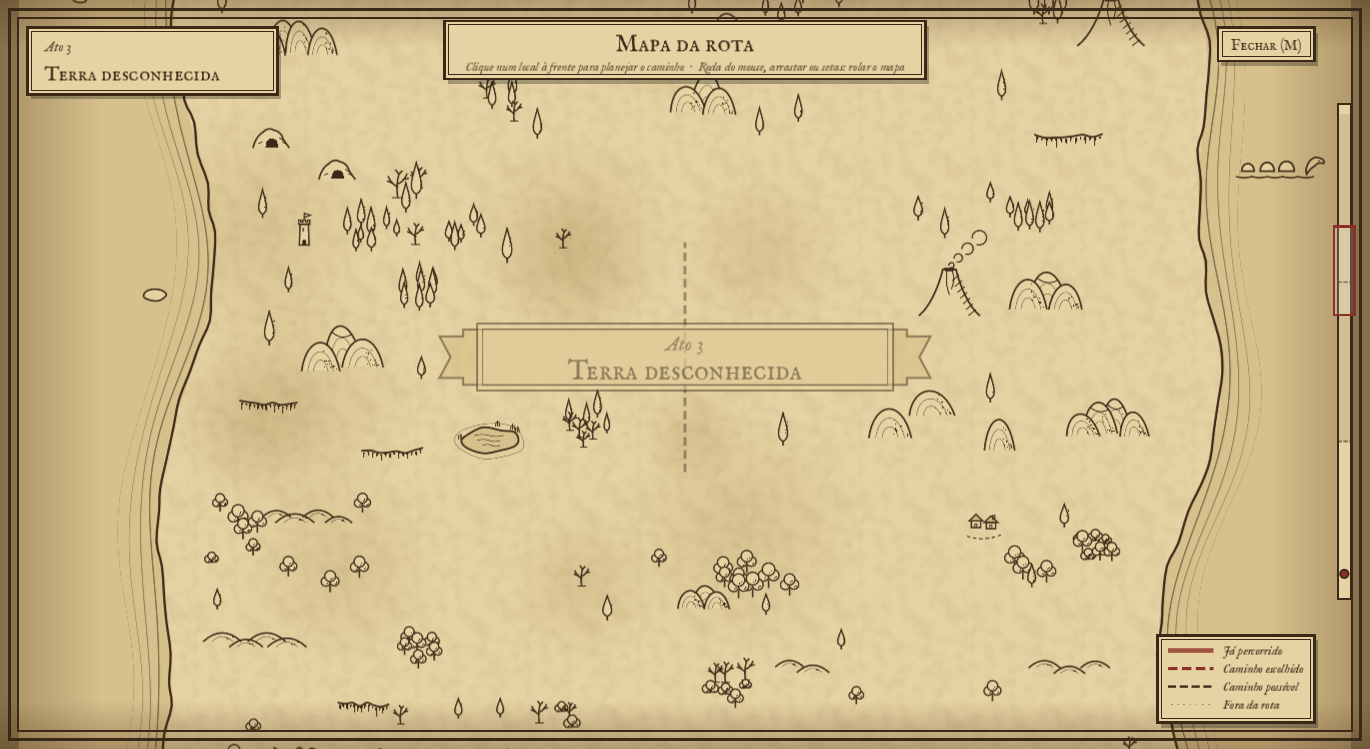 Ato 3
Terra desconhecida
Mapa da rota
Clique num local à frente para planejar o caminho · Roda do mouse, arrastar ou setas: rolar o mapa
Fechar (M)
Ato 3
Terra desconhecida
Já percorrido
Caminho escolhido
Caminho possível
Fora da rota